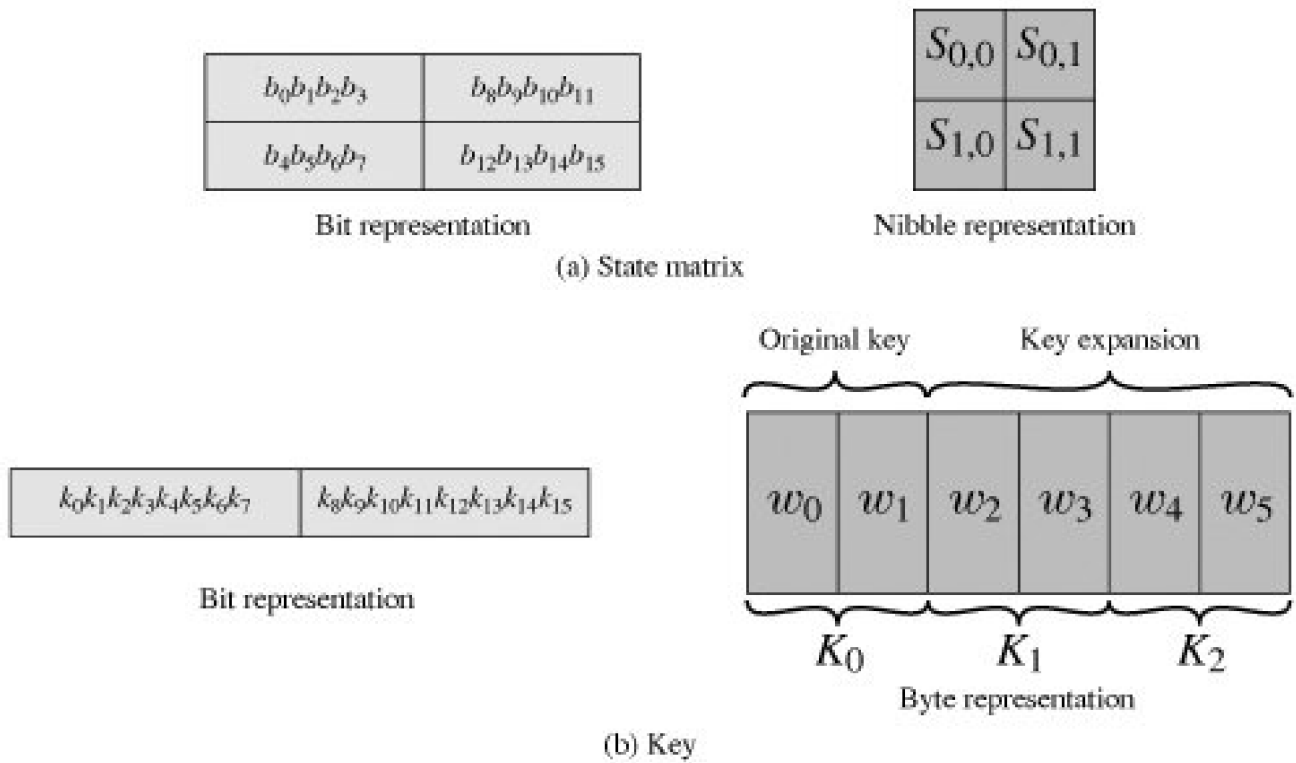 b₀b₁b₂b₃ b₈b₉b₁₀b₁₁
b₄b₅b₆b₇ b₁₂b₁₃b₁₄b₁₅
Bit representation
S₀,₀ S₀,₁
S₁,₀ S₁,₁
Nibble representation
(a) State matrix
k₀k₁k₂k₃k₄k₅k₆k₇ k₈k₉k₁₀k₁₁k₁₂k₁₃k₁₄k₁₅
Bit representation
Original key Key expansion
w₀ w₁ w₂ w₃ w₄ w₅
K₀ K₁ K₂
Byte representation
(b) Key